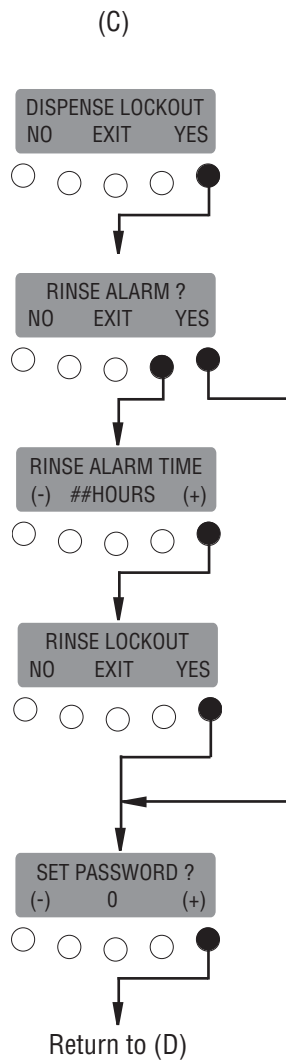 (C)
DISPENSE LOCKOUT
NO EXIT YES
RINSE ALARM ?
NO EXIT YES
RINSE ALARM TIME
(-) ##HOURS (+)
RINSE LOCKOUT
NO EXIT YES
SET PASSWORD ?
(-) 0 (+)
Return to (D)